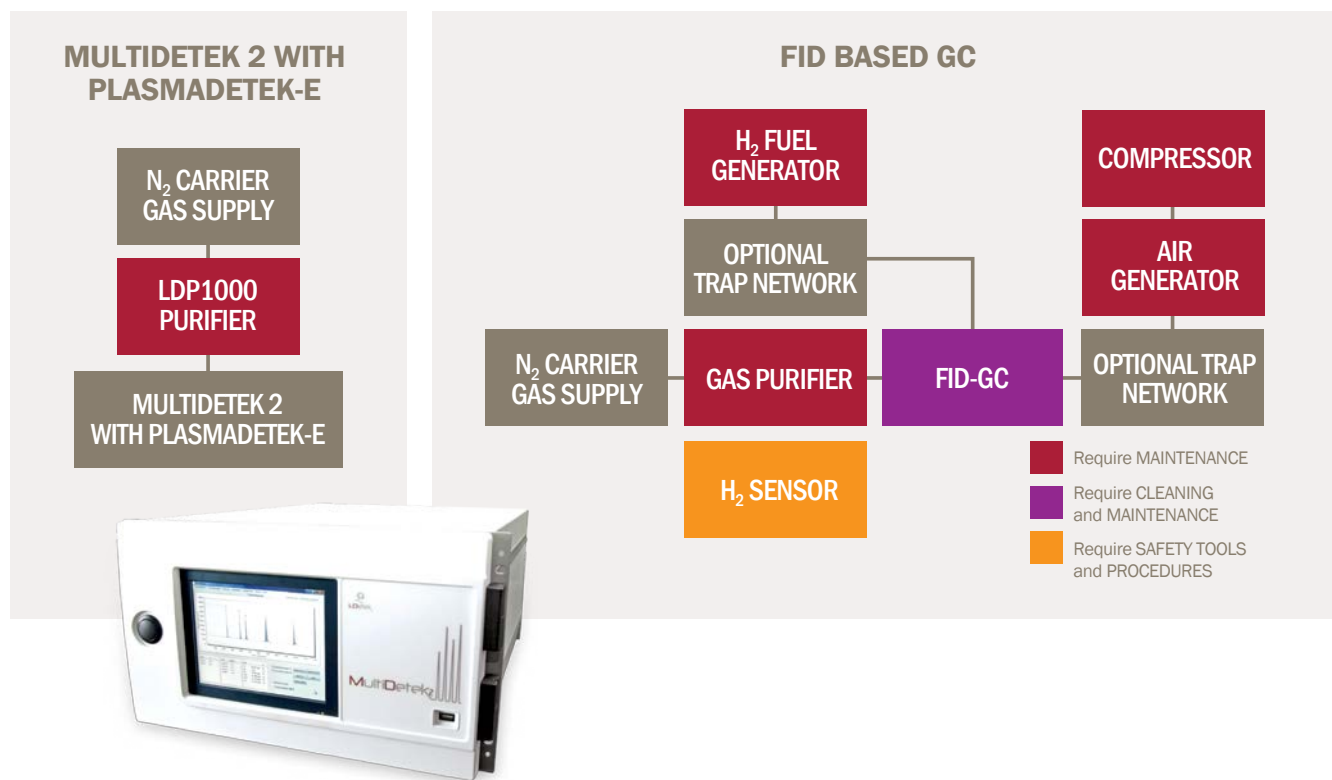 MULTIDETEK 2 WITH
PLASMADETEK-E
N₂ CARRIER
GAS SUPPLY
LDP1000
PURIFIER
MULTIDETEK 2
WITH PLASMADETEK-E
FID BASED GC
H₂ FUEL
GENERATOR
COMPRESSOR
OPTIONAL
TRAP NETWORK
AIR
GENERATOR
N₂ CARRIER
GAS SUPPLY
GAS PURIFIER
FID-GC
OPTIONAL TRAP
NETWORK
H₂ SENSOR
Require MAINTENANCE
Require CLEANING
and MAINTENANCE
Require SAFETY TOOLS
and PROCEDURES
MultiDetek2